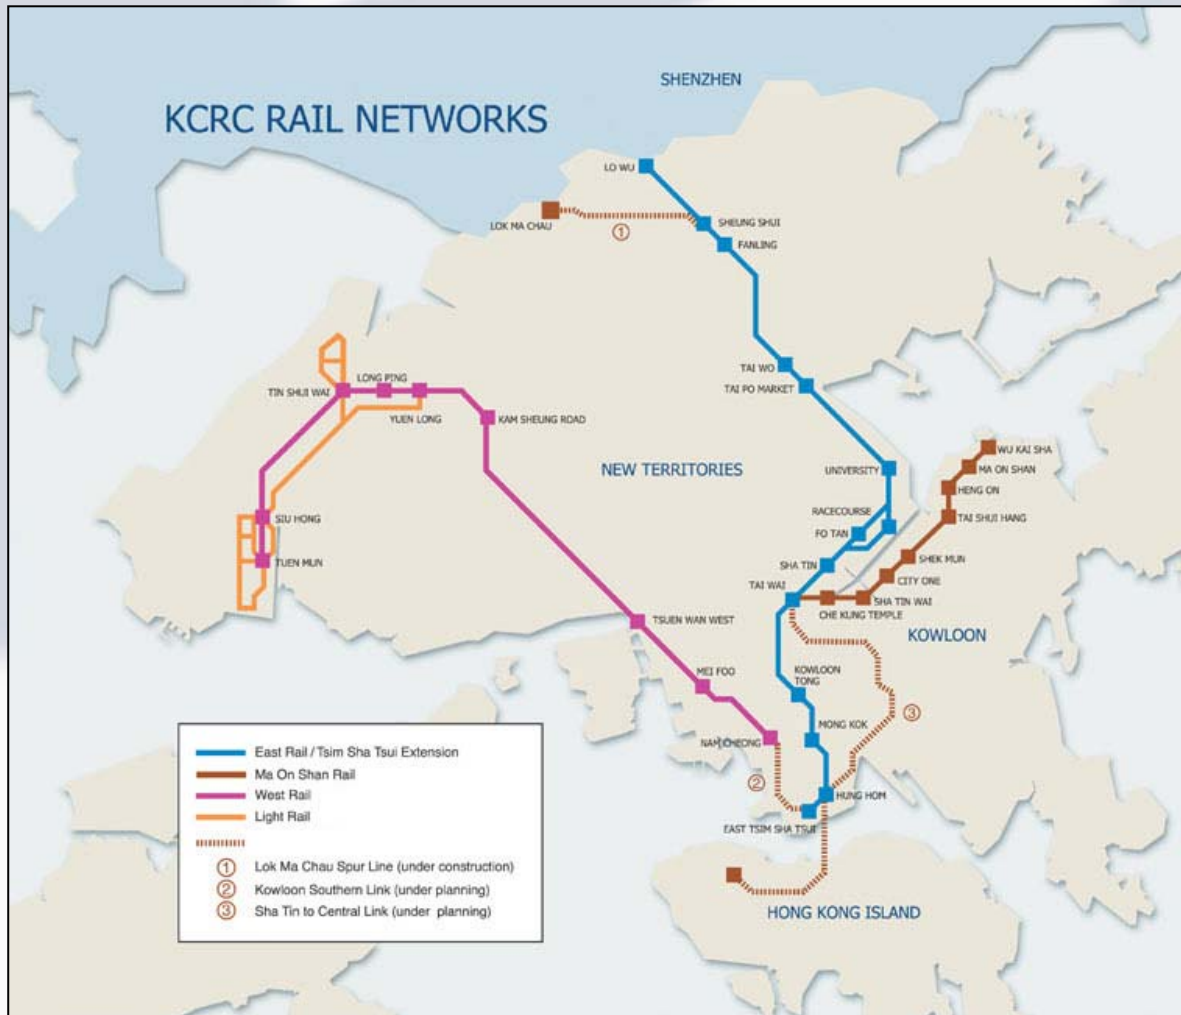 SHENZHEN
KCRC RAIL NETWORKS
LO WU
LOK MA CHAU
1
SHEUNG SHUI
FANLING
TAI WO
TAI PO MARKET
LONG PING
TIN SHUI WAI
YUEN LONG
KAM SHEUNG ROAD
NEW TERRITORIES
UNIVERSITY
WU KAI SHA
MA ON SHAN
HENG ON
TAI SHUI HANG
RACECOURSE
FO TAN
SIU HONG
TUEN MUN
SHA TIN
SHEK MUN
CITY ONE
TAI WAI
SHA TIN WAI
CHE KUNG TEMPLE
KOWLOON
TSUEN WAN WEST
MEI FOO
KOWLOON
TONG
3
MONG KOK
NAM CHEONG
2
HUNG HOM
EAST TSIM SHA TSUI
HONG KONG ISLAND
East Rail / Tsim Sha Tsui Extension
Ma On Shan Rail
West Rail
Light Rail
1 Lok Ma Chau Spur Line (under construction)
2 Kowloon Southern Link (under planning)
3 Sha Tin to Central Link (under planning)